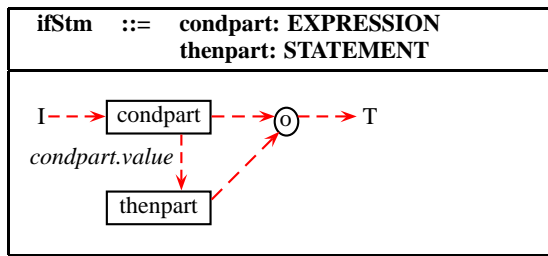 ifStm ::= condpart: EXPRESSION
thenpart: STATEMENT
I condpart o T
condpart.value
thenpart